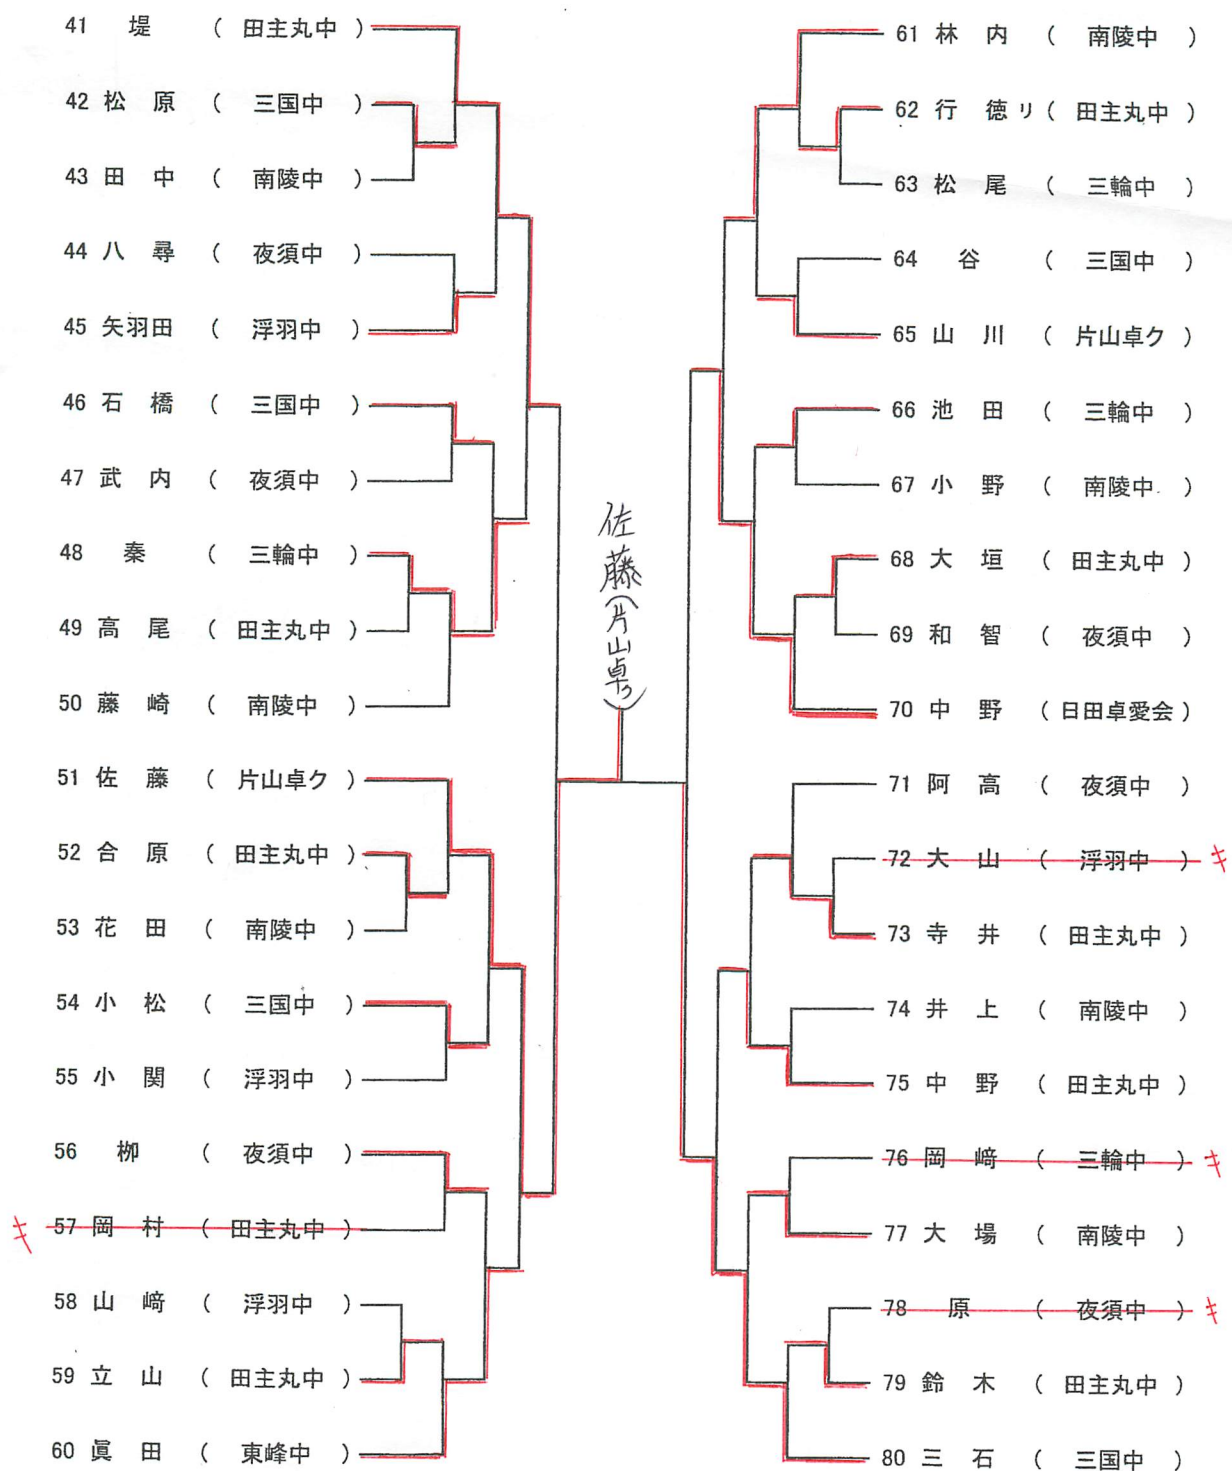 41 堤 ( 田主丸中 )
42 松 原 ( 三国中 )
43 田 中 ( 南陵中 )
44 八 尋 ( 夜須中 )
45 矢羽田 ( 浮羽中 )
46 石 橋 ( 三国中 )
47 武 内 ( 夜須中 )
48 秦 ( 三輪中 )
49 高 尾 ( 田主丸中 )
50 藤 崎 ( 南陵中 )
51 佐 藤 ( 片山卓ク )
52 合 原 ( 田主丸中 )
53 花 田 ( 南陵中 )
54 小 松 ( 三国中 )
55 小 関 ( 浮羽中 )
56 栁 ( 夜須中 )
キ 57 岡 村 ( 田主丸中 )
58 山 﨑 ( 浮羽中 )
59 立 山 ( 田主丸中 )
60 眞 田 ( 東峰中 )
佐藤(片山卓ク)
61 林 内 ( 南陵中 )
62 行 徳リ ( 田主丸中 )
63 松 尾 ( 三輪中 )
64 谷 ( 三国中 )
65 山 川 ( 片山卓ク )
66 池 田 ( 三輪中 )
67 小 野 ( 南陵中 )
68 大 垣 ( 田主丸中 )
69 和 智 ( 夜須中 )
70 中 野 ( 日田卓愛会 )
71 阿 高 ( 夜須中 )
72 大 山 ( 浮羽中 ) キ
73 寺 井 ( 田主丸中 )
74 井 上 ( 南陵中 )
75 中 野 ( 田主丸中 )
76 岡 﨑 ( 三輪中 ) キ
77 大 場 ( 南陵中 )
78 原 ( 夜須中 ) キ
79 鈴 木 ( 田主丸中 )
80 三 石 ( 三国中 )